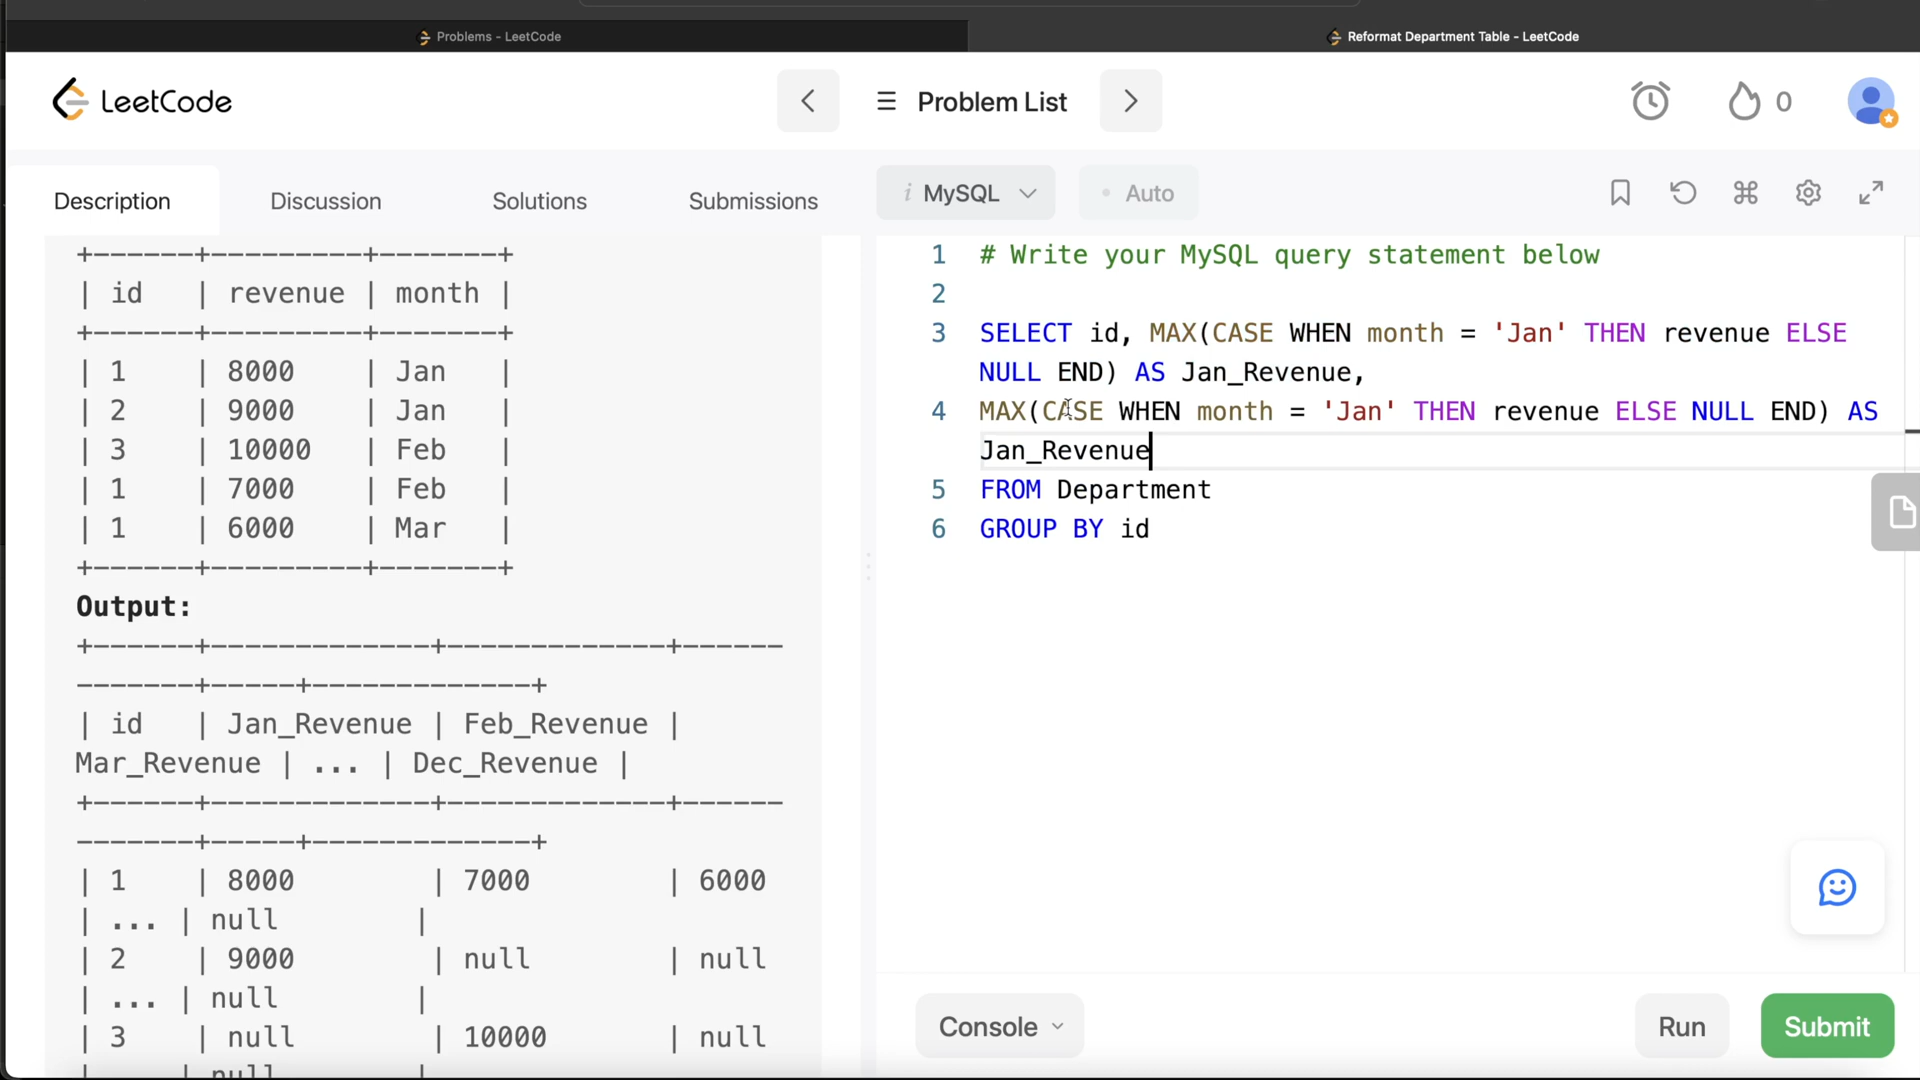 Problems - LeetCode
Reformat Department Table - LeetCode
LeetCode
Problem List
0
Description
Discussion
Solutions
Submissions
i MySQL
Auto
+------+---------+-------+
| id   | revenue | month |
+------+---------+-------+
| 1    | 8000    | Jan   |
| 2    | 9000    | Jan   |
| 3    | 10000   | Feb   |
| 1    | 7000    | Feb   |
| 1    | 6000    | Mar   |
+------+---------+-------+
Output:
+------+-------------+-------------+------
-------+-----+-------------+
| id   | Jan_Revenue | Feb_Revenue |
Mar_Revenue | ... | Dec_Revenue |
+------+-------------+-------------+------
-------+-----+-------------+
| 1    | 8000        | 7000        | 6000
| ... | null        |
| 2    | 9000        | null        | null
| ... | null        |
| 3    | null        | 10000       | null
| null
1 # Write your MySQL query statement below
2
3 SELECT id, MAX(CASE WHEN month = 'Jan' THEN revenue ELSE
NULL END) AS Jan_Revenue,
4 MAX(CASE WHEN month = 'Jan' THEN revenue ELSE NULL END) AS
Jan_Revenue
5 FROM Department
6 GROUP BY id
Console
Run
Submit